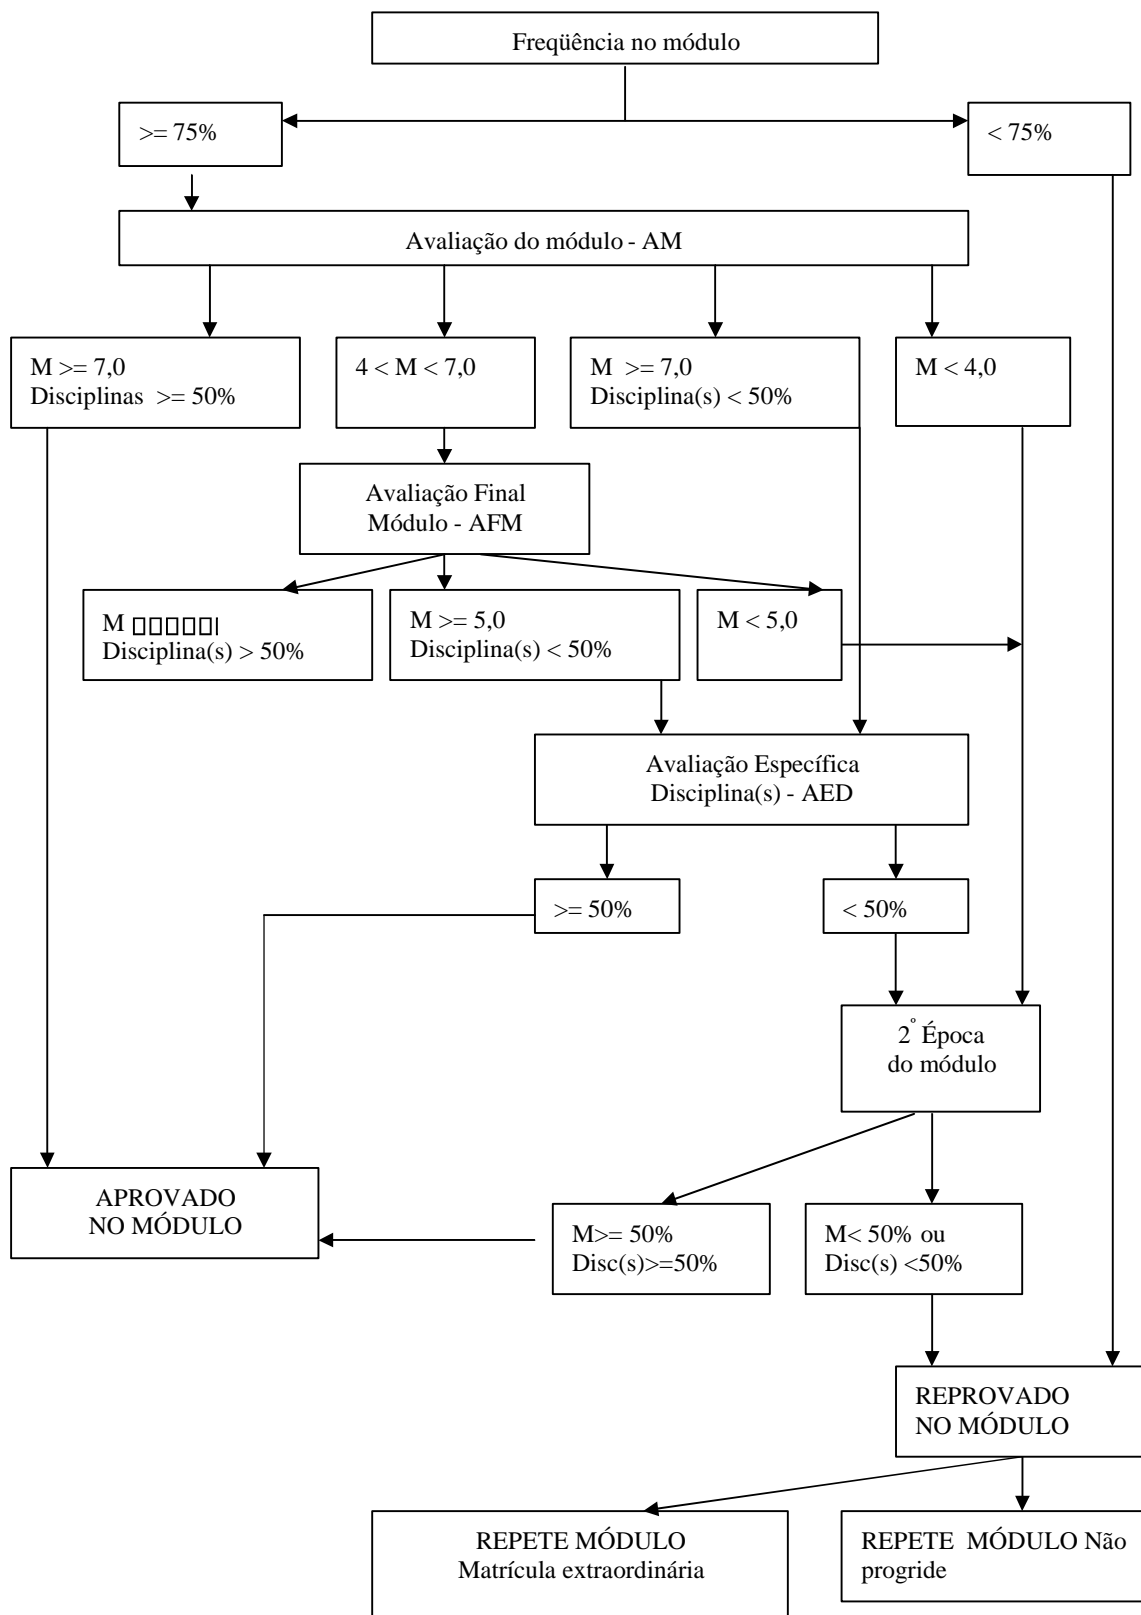 Freqüência no módulo
>= 75%
< 75%
Avaliação do módulo - AM
M >= 7,0
Disciplinas >= 50%
4 < M < 7,0
M >= 7,0
Disciplina(s) < 50%
M < 4,0
Avaliação Final
Módulo - AFM
M
Disciplina(s) > 50%
M >= 5,0
Disciplina(s) < 50%
M < 5,0
Avaliação Específica
Disciplina(s) - AED
>= 50%
< 50%
2º Época
do módulo
APROVADO
NO MÓDULO
M>= 50%
Disc(s)>=50%
M< 50% ou
Disc(s) <50%
REPROVADO
NO MÓDULO
REPETE MÓDULO
Matrícula extraordinária
REPETE MÓDULO Não
progride